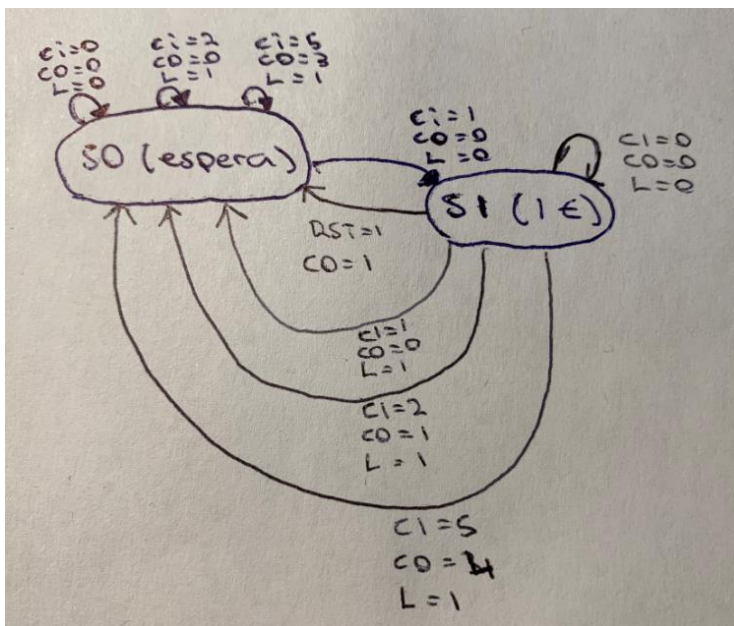 Ci=0
CO=0
L=0
Ci=2
CO=0
L=1
Ci=5
CO=3
L=1
S0 (espera)
Ci=1
CO=0
L=0
S1 (1€)
CI=0
CO=0
L=0
RST=1
CO=1
CI=1
CO=0
L=1
CI=2
CO=1
L=1
CI=5
CO=4
L=1